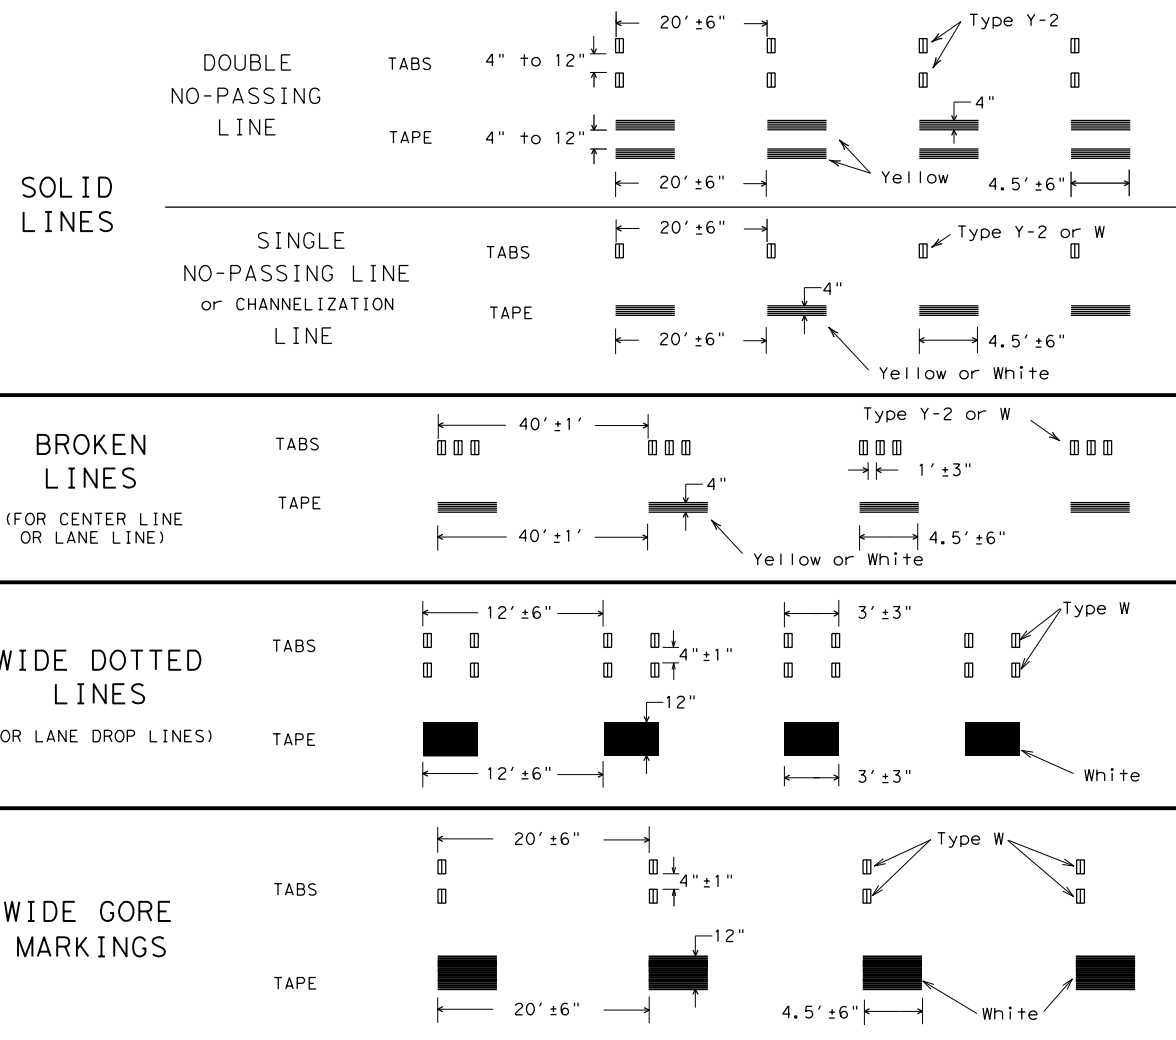 20'±6"
Type Y-2
DOUBLE
NO-PASSING
LINE
TABS
4" to 12"
4"
TAPE
4" to 12"
Yellow
20'±6"
4.5'±6"
SOLID
LINES
20'±6"
Type Y-2 or W
SINGLE
NO-PASSING LINE
or CHANNELIZATION
LINE
TABS
4"
TAPE
20'±6"
4.5'±6"
Yellow or White
Type Y-2 or W
40'±1'
BROKEN
LINES
(FOR CENTER LINE
OR LANE LINE)
TABS
1'±3"
4"
TAPE
40'±1'
4.5'±6"
Yellow or White
12'±6"
3'±3"
Type W
TABS
4"±1"
WIDE DOTTED
LINES
OR LANE DROP LINES)
12"
TAPE
12'±6"
3'±3"
White
20'±6"
Type W
TABS
4"±1"
WIDE GORE
MARKINGS
12"
TAPE
20'±6"
4.5'±6"
White